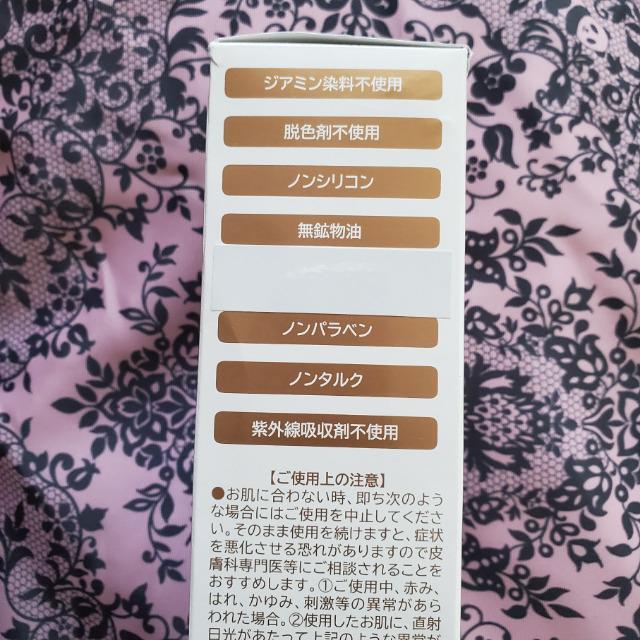 ジアミン染料不使用
脱色剤不使用
ノンシリコン
無鉱物油
ノンパラベン
ノンタルク
紫外線吸収剤不使用
【ご使用上の注意】
●お肌に合わない時、即ち次のよう
な場合にはご使用を中止してくださ
い。そのまま使用を続けますと、症状
を悪化させる恐れがありますので皮
膚科専門医等にご相談されることを
おすすめします。①ご使用中、赤み、
はれ、かゆみ、刺激等の異常があら
われた場合。②使用したお肌に、直射
日光があたって上記のような異常が